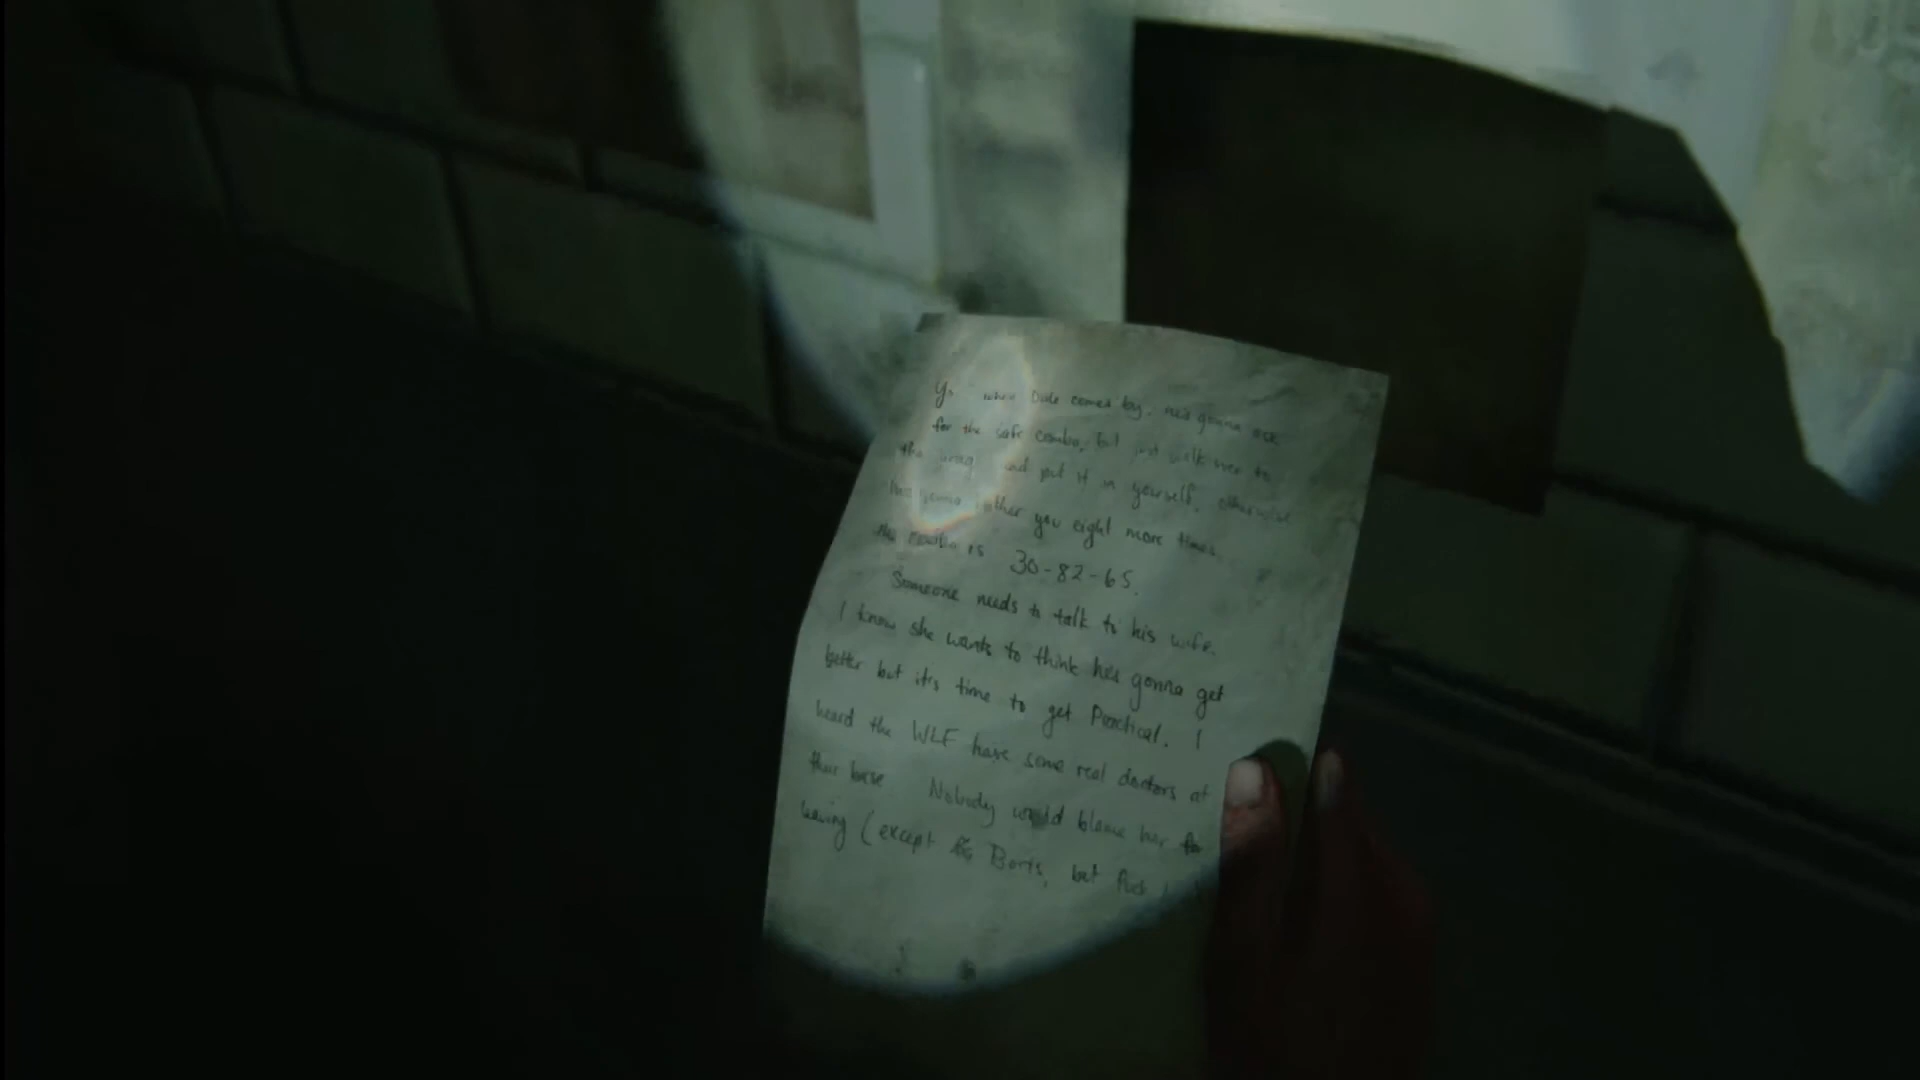 Yo when Dale comes by, he's gonna ask
for the safe combo, but just walk over to
the thing and put it in yourself, otherwise
he's gonna bother you eight more times.
The combo is 30-82-65.
Someone needs to talk to his wife.
I know she wants to think he's gonna get
better but it's time to get Practical. I
heard the WLF have some real doctors at
their base. Nobody would blame her for
leaving (except Boris, but